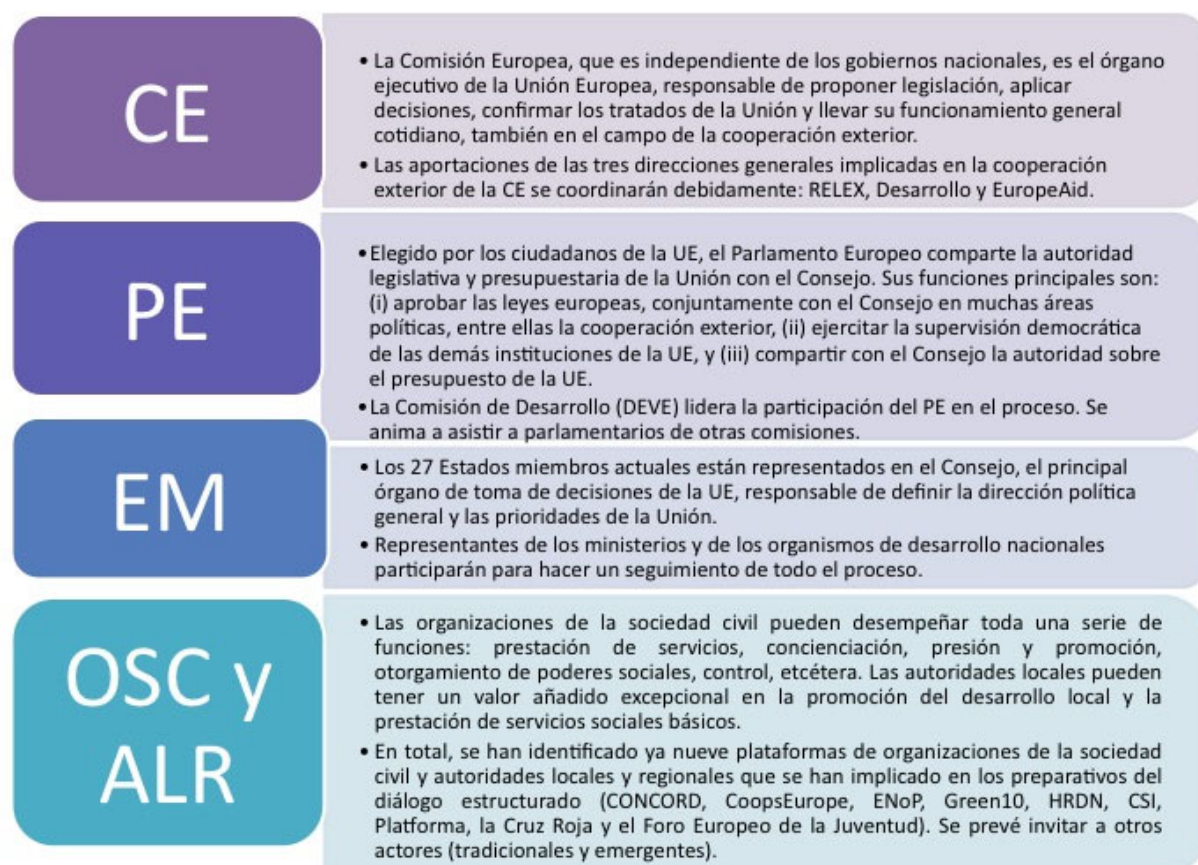 CE
• La Comisión Europea, que es independiente de los gobiernos nacionales, es el órgano
ejecutivo de la Unión Europea, responsable de proponer legislación, aplicar
decisiones, confirmar los tratados de la Unión y llevar su funcionamiento general
cotidiano, también en el campo de la cooperación exterior.
• Las aportaciones de las tres direcciones generales implicadas en la cooperación
exterior de la CE se coordinarán debidamente: RELEX, Desarrollo y EuropeAid.
PE
• Elegido por los ciudadanos de la UE, el Parlamento Europeo comparte la autoridad
legislativa y presupuestaria de la Unión con el Consejo. Sus funciones principales son:
(i) aprobar las leyes europeas, conjuntamente con el Consejo en muchas áreas
políticas, entre ellas la cooperación exterior, (ii) ejercitar la supervisión democrática
de las demás instituciones de la UE, y (iii) compartir con el Consejo la autoridad sobre
el presupuesto de la UE.
• La Comisión de Desarrollo (DEVE) lidera la participación del PE en el proceso. Se
anima a asistir a parlamentarios de otras comisiones.
EM
• Los 27 Estados miembros actuales están representados en el Consejo, el principal
órgano de toma de decisiones de la UE, responsable de definir la dirección política
general y las prioridades de la Unión.
• Representantes de los ministerios y de los organismos de desarrollo nacionales
participarán para hacer un seguimiento de todo el proceso.
OSC y
ALR
• Las organizaciones de la sociedad civil pueden desempeñar toda una serie de
funciones: prestación de servicios, concienciación, presión y promoción,
otorgamiento de poderes sociales, control, etcétera. Las autoridades locales pueden
tener un valor añadido excepcional en la promoción del desarrollo local y la
prestación de servicios sociales básicos.
• En total, se han identificado ya nueve plataformas de organizaciones de la sociedad
civil y autoridades locales y regionales que se han implicado en los preparativos del
diálogo estructurado (CONCORD, CoopsEurope, ENoP, Green10, HRDN, CSI,
Platforma, la Cruz Roja y el Foro Europeo de la Juventud). Se prevé invitar a otros
actores (tradicionales y emergentes).